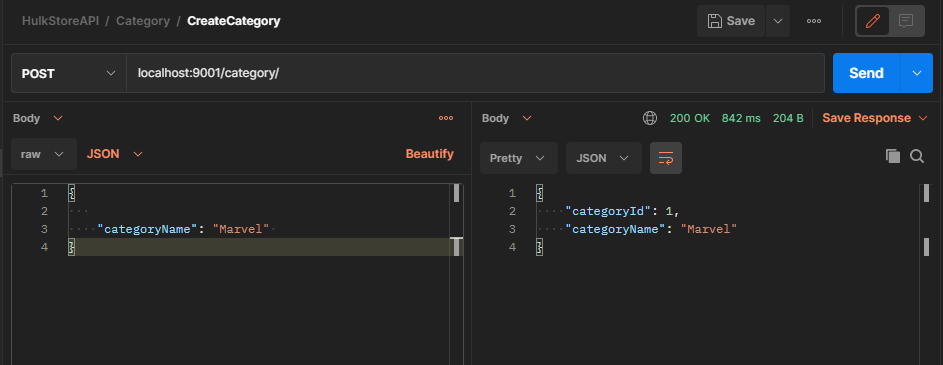 HulkStoreAPI / Category / CreateCategory
Save
POST
localhost:9001/category/
Send
Body
raw
JSON
Beautify
1 {
2
3 "categoryName": "Marvel"
4 }
Body
200 OK 842 ms 204 B Save Response
Pretty
JSON
1 {
2 "categoryId": 1,
3 "categoryName": "Marvel"
4 }